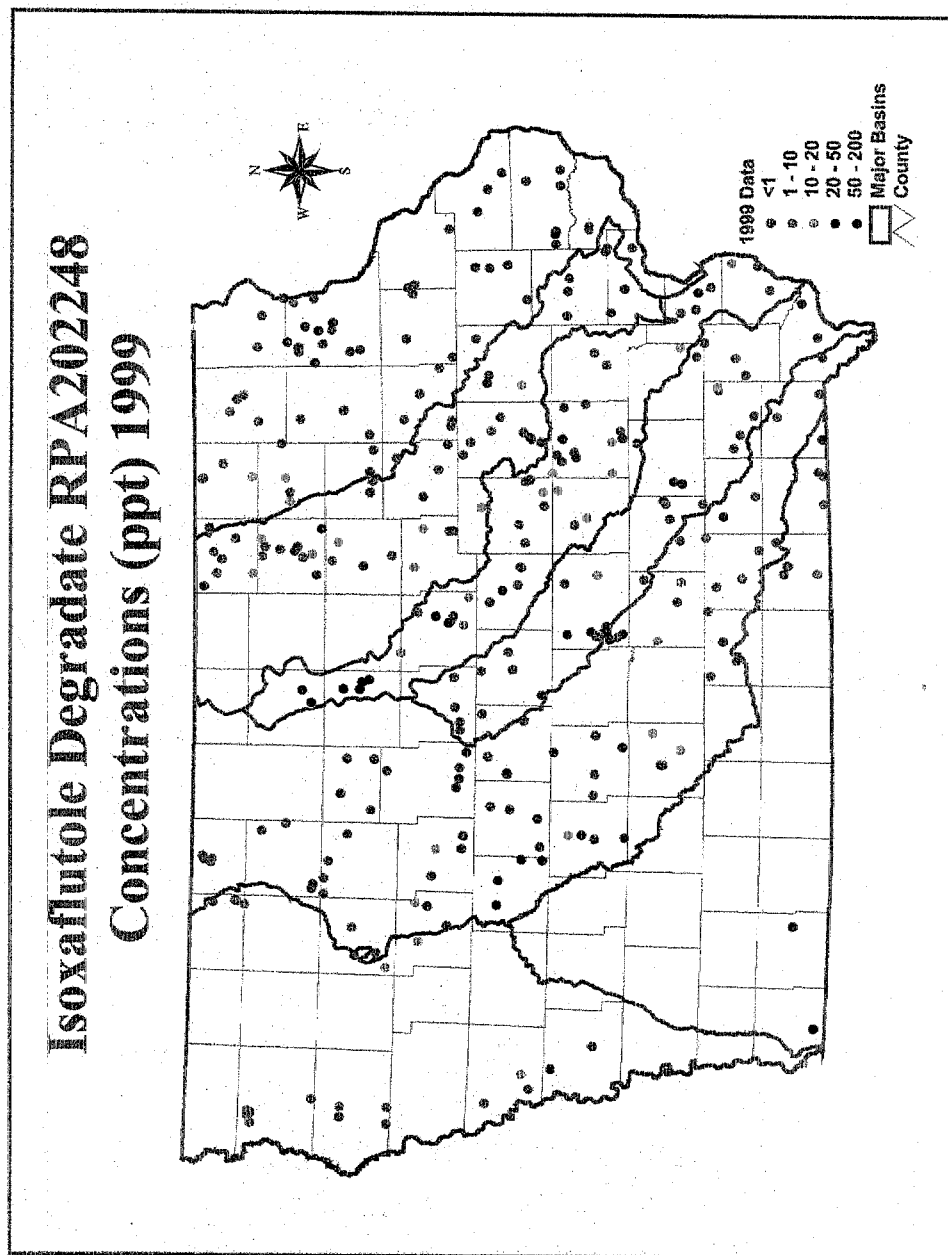 Isoxaflutole Degradate RPA202248
Concentrations (ppt) 1999
N
W
E
S
1999 Data
<1
1 - 10
10 - 20
20 - 50
50 - 200
Major Basins
County